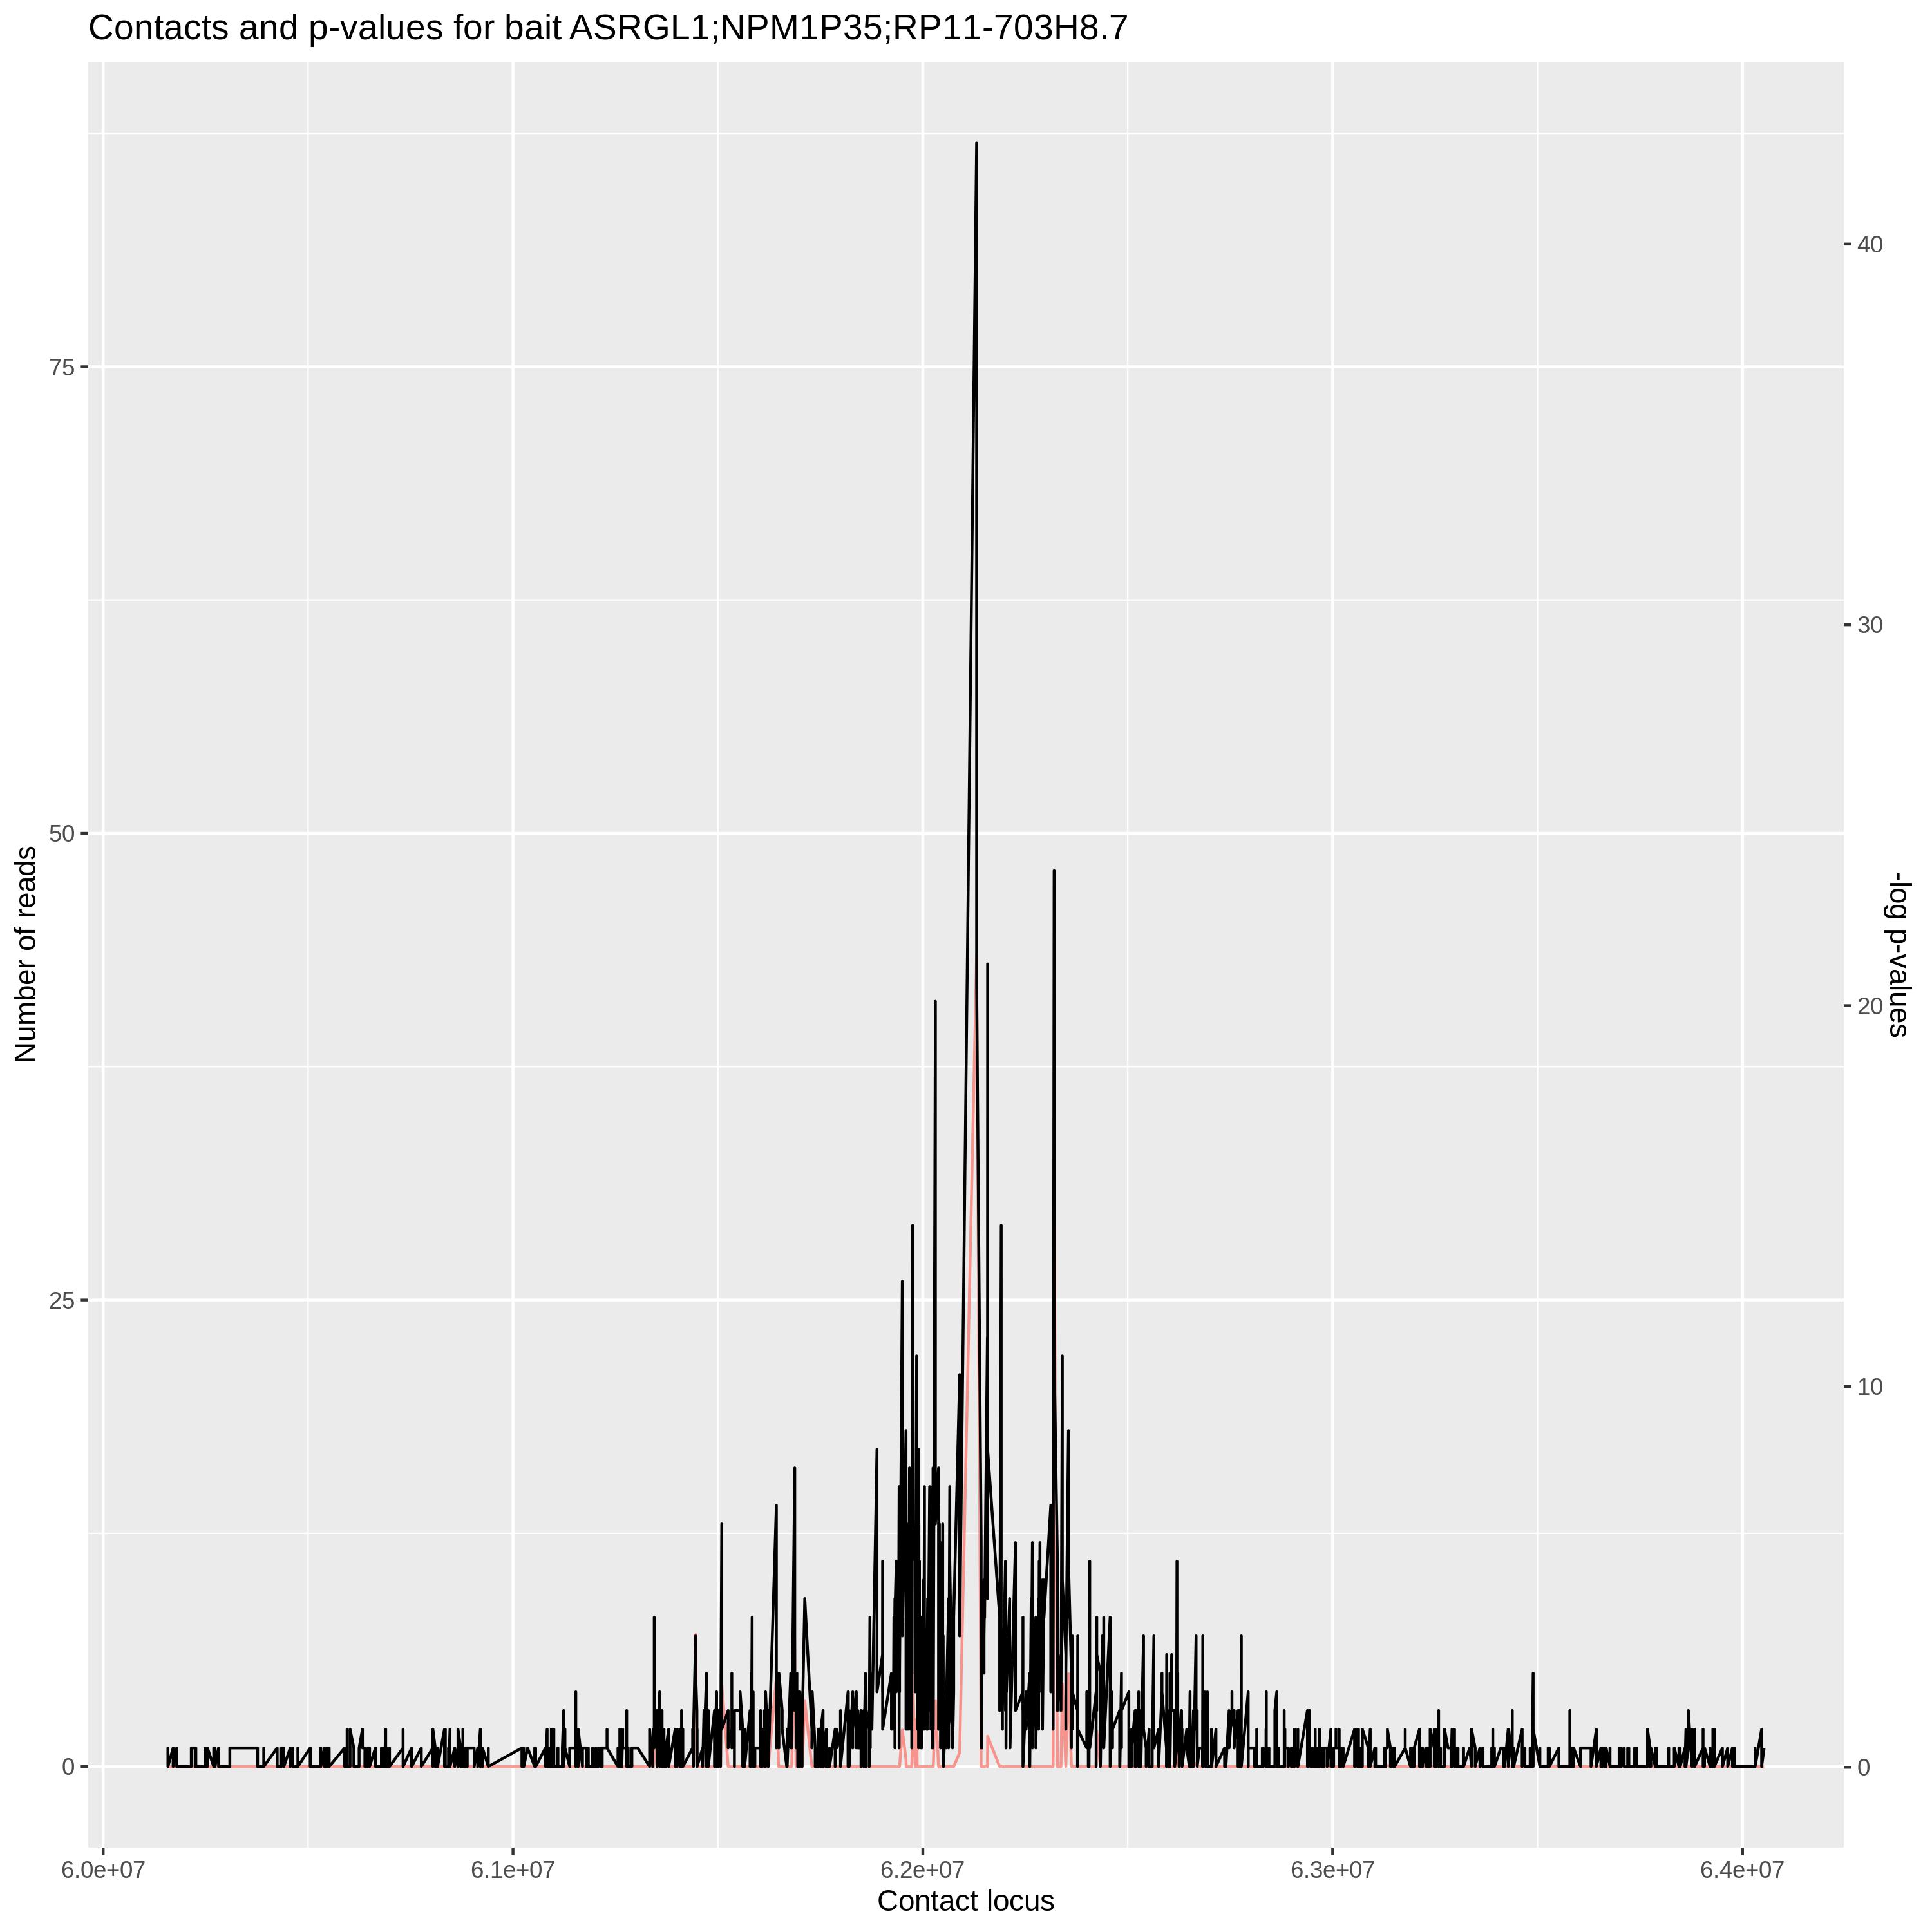 Contacts and p-values for bait ASRGL1;NPM1P35;RP11-703H8.7
75
50
25
0
Number of reads
40
30
20
10
0
-log p-values
6.0e+07
6.1e+07
6.2e+07
6.3e+07
6.4e+07
Contact locus